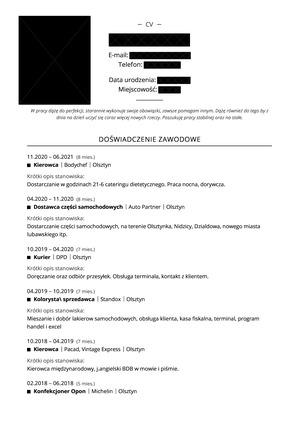 — CV —
E-mail:
Telefon:
Data urodzenia:
Miejscowość:
W pracy dążę do perfekcji, starannie wykonuje swoje obowiązki, zawsze pomagam innym. Dążę również do tego by z
dnia na dzień uczyć się coraz więcej nowych rzeczy. Poszukuję pracy stabilnej oraz na stałe.
DOŚWIADCZENIE ZAWODOWE
11.2020 – 06.2021 (8 mies.)
■ Kierowca | Bodychef | Olsztyn
Krótki opis stanowiska:
Dostarczanie w godzinach 21-6 cateringu dietetycznego. Praca nocna, dorywcza.
04.2020 – 11.2020 (8 mies.)
■ Dostawca części samochodowych | Auto Partner | Olsztyn
Krótki opis stanowiska:
Dostarczanie części samochodowych, na terenie Olsztynka, Nidzicy, Działdowa, nowego miasta
lubawskiego itp.
10.2019 – 04.2020 (7 mies.)
■ Kurier | DPD | Olsztyn
Krótki opis stanowiska:
Doręczanie oraz odbiór przesyłek. Obsługa terminala, kontakt z klientem.
04.2019 – 10.2019 (7 mies.)
■ Kolorysta\ sprzedawca | Standox | Olsztyn
Krótki opis stanowiska:
Mieszanie i dobór lakierow samochodowych, obsługa klienta, kasa fiskalna, terminal, program
handel i excel
10.2018 – 04.2019 (7 mies.)
■ Kierowca | Pacad, Vintage Express | Olsztyn
Krótki opis stanowiska:
Kierowca międzynarodowy, j.angielski BDB w mowie i piśmie.
02.2018 – 06.2018 (5 mies.)
■ Konfekcjoner Opon | Michelin | Olsztyn